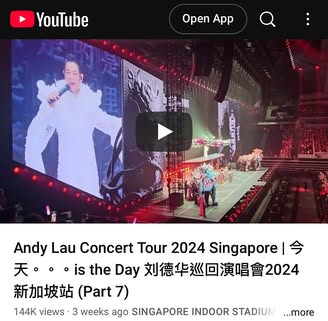 YouTube
Open App
Andy Lau Concert Tour 2024 Singapore | 今
天。。。is the Day 刘德华巡回演唱會2024
新加坡站 (Part 7)
144K views · 3 weeks ago SINGAPORE INDOOR STADIUM ...more